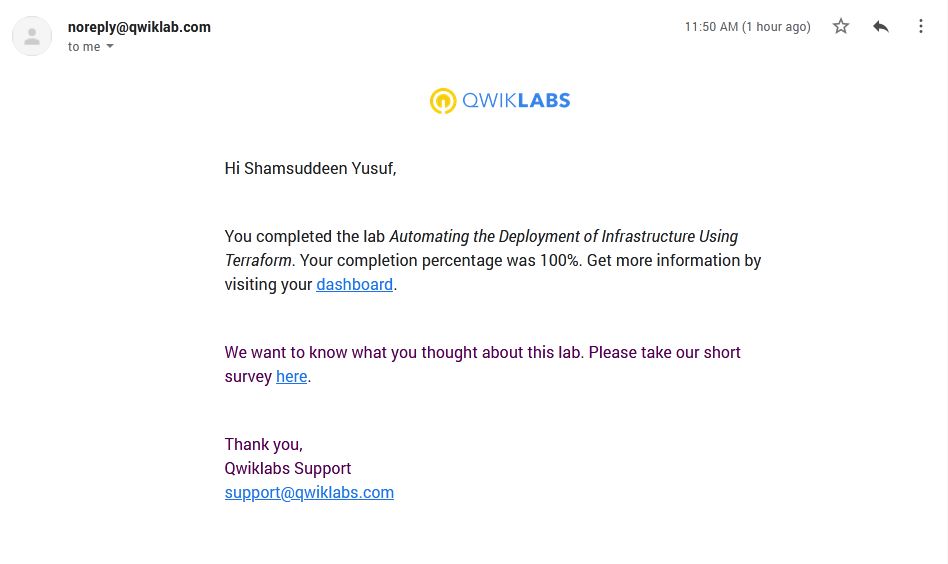 noreply@qwiklab.com
11:50 AM (1 hour ago)
to me
QWIKLABS
Hi Shamsuddeen Yusuf,
You completed the lab Automating the Deployment of Infrastructure Using
Terraform. Your completion percentage was 100%. Get more information by
visiting your dashboard.
We want to know what you thought about this lab. Please take our short
survey here.
Thank you,
Qwiklabs Support
support@qwiklabs.com